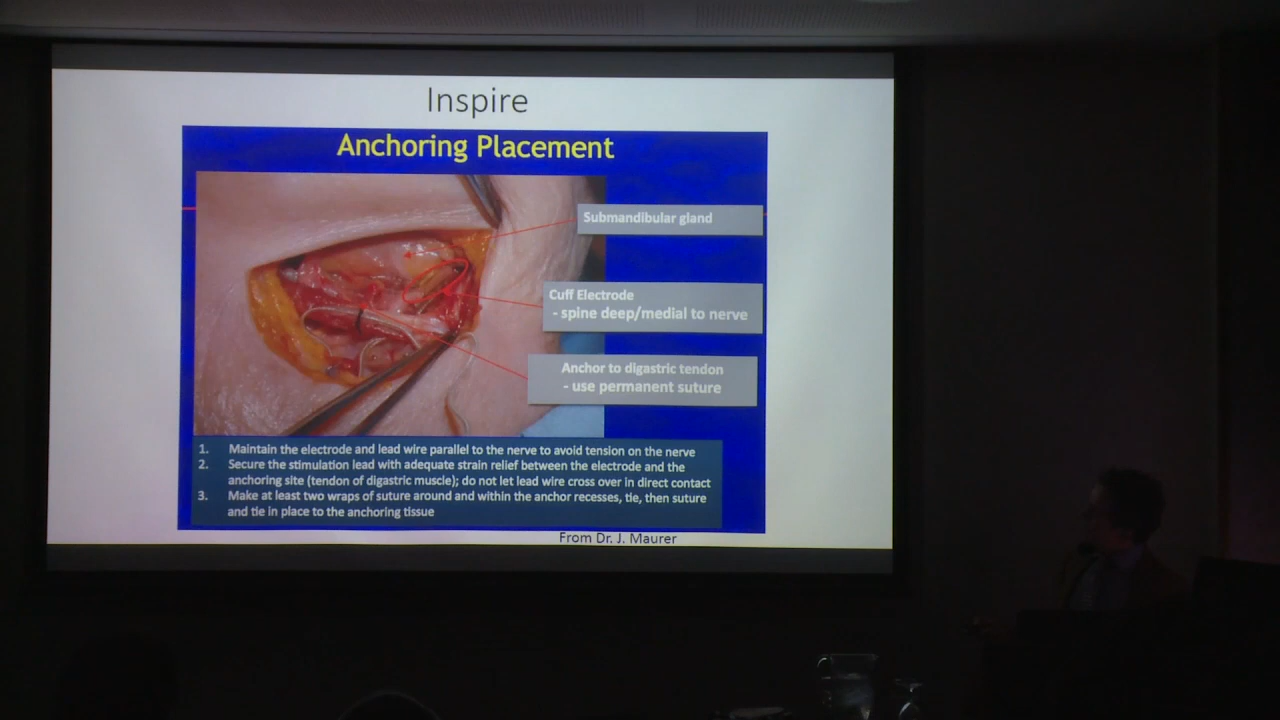 Inspire
Anchoring Placement
Submandibular gland
Cuff Electrode
- spine deep/medial to nerve
Anchor to digastric tendon
- use permanent suture
1. Maintain the electrode and lead wire parallel to the nerve to avoid tension on the nerve
2. Secure the stimulation lead with adequate strain relief between the electrode and the
anchoring site (tendon of digastric muscle); do not let lead wire cross over in direct contact
3. Make at least two wraps of suture around and within the anchor recesses, tie, then suture
and tie in place to the anchoring tissue
From Dr. J. Maurer